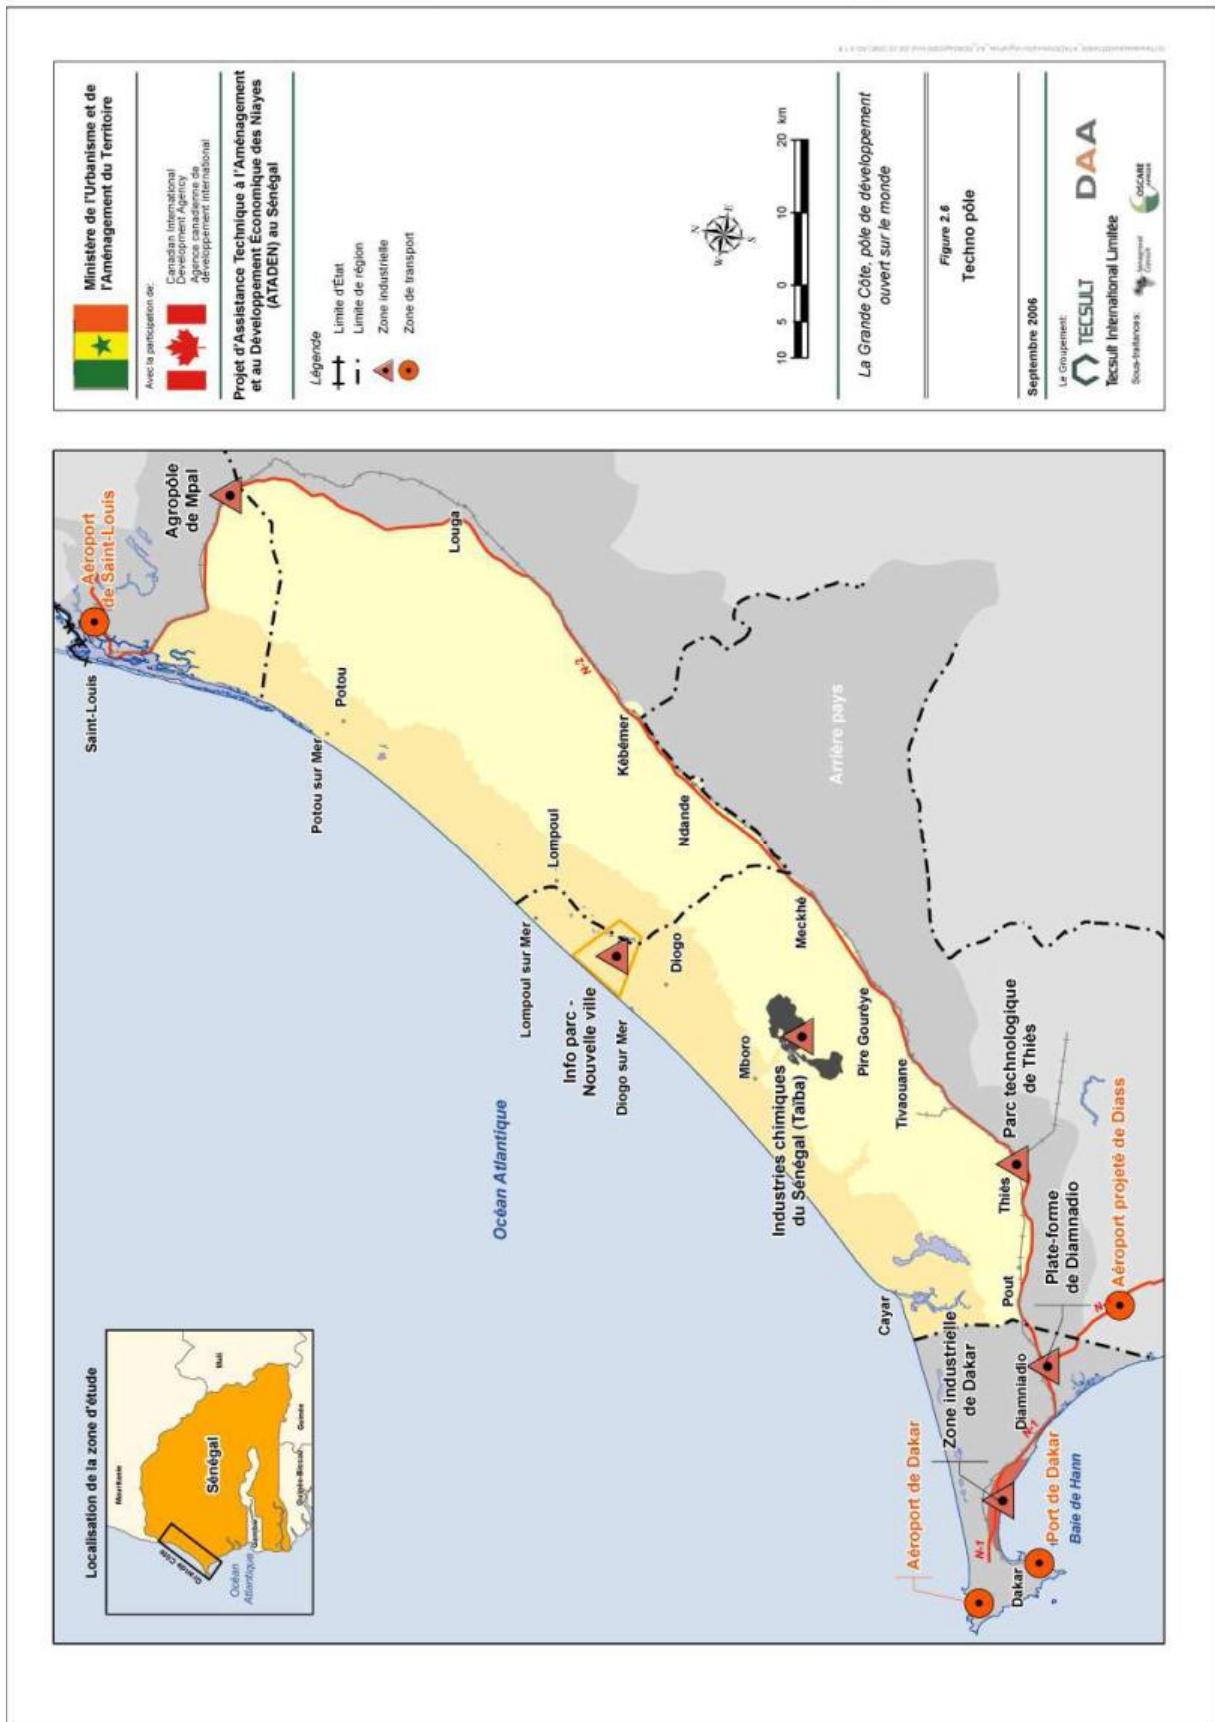 Ministère de l'Urbanisme et de
l'Aménagement du Territoire
Avec la participation de:
Canadian International
Development Agency
Agence canadienne de
développement international
Projet d'Assistance Technique à l'Aménagement
et au Développement Économique des Niayes
(ATADEN) au Sénégal
Légende
Limite d'État
Limite de région
Zone industrielle
Zone de transport
N
W
E
S
10 5 0 10 20 km
La Grande Côte, pôle de développement
ouvert sur le monde
Figure 2.6
Techno pôle
Septembre 2006
Le Groupement:
TECSULT
Tecsult International Limitée
DAA
Sous-traitances:
Senagrosol
Consult
OSCARE
AFRIQUE
Localisation de la zone d'étude
Mauritanie
Mali
Sénégal
Grande Côte
Océan
Atlantique
Gambie
Guinée-Bissau
Guinée
Saint-Louis
Aéroport
de Saint-Louis
Agropôle
de Mpal
Potou sur Mer
Potou
Louga
N-2
Lompoul sur Mer
Lompoul
Kébémer
Ndande
Arrière pays
Info parc -
Nouvelle ville
Diogo sur Mer
Diogo
Meckhé
Océan Atlantique
Mboro
Industries chimiques
du Sénégal (Taïba)
Pire Gourèye
Tivaouane
Parc technologique
de Thiès
Thiès
Cayar
Pout
Plate-forme
de Diamnadio
Aéroport projeté de Diass
N-
Zone industrielle
de Dakar
Diamniadio
N-1
Aéroport de Dakar
N-1
Dakar
Port de Dakar
Baie de Hann